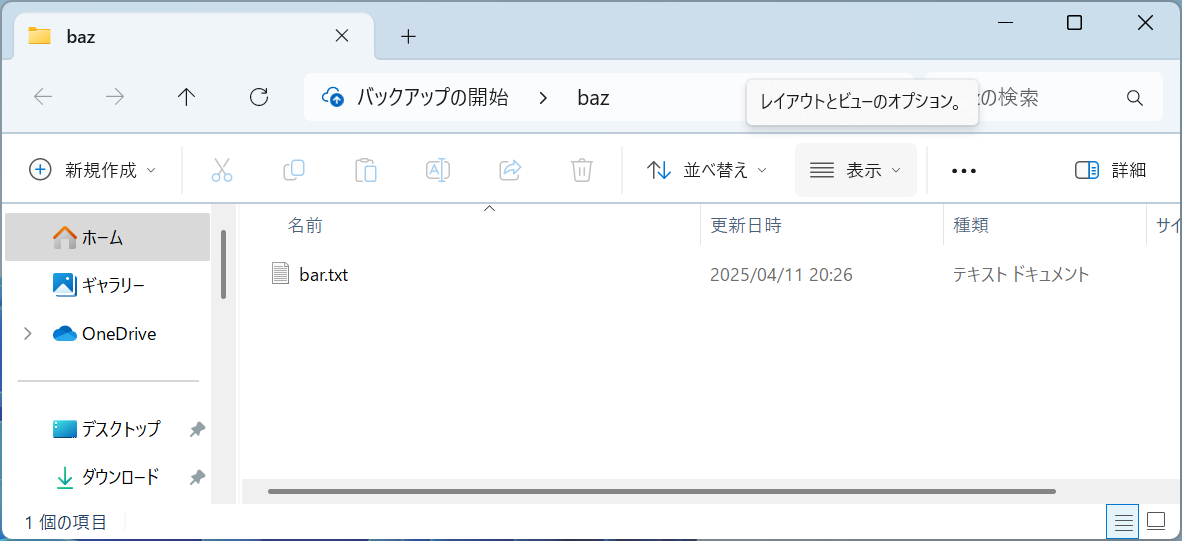 baz
バックアップの開始 baz
レイアウトとビューのオプション。
の検索
新規作成 並べ替え 表示 詳細
名前 更新日時 種類 サイ
ホーム
bar.txt 2025/04/11 20:26 テキスト ドキュメント
ギャラリー
OneDrive
デスクトップ
ダウンロード
1 個の項目